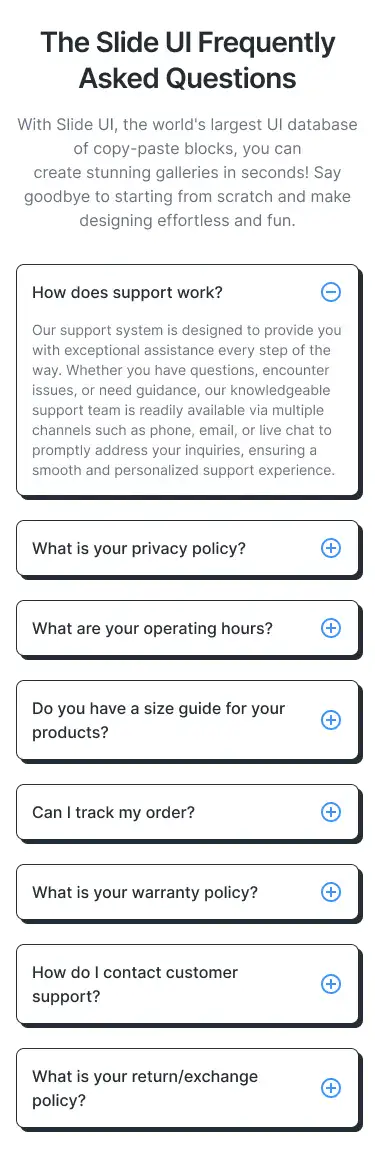 The Slide UI Frequently
Asked Questions
With Slide UI, the world's largest UI database
of copy-paste blocks, you can
create stunning galleries in seconds! Say
goodbye to starting from scratch and make
designing effortless and fun.
How does support work?
Our support system is designed to provide you
with exceptional assistance every step of the
way. Whether you have questions, encounter
issues, or need guidance, our knowledgeable
support team is readily available via multiple
channels such as phone, email, or live chat to
promptly address your inquiries, ensuring a
smooth and personalized support experience.
What is your privacy policy?
What are your operating hours?
Do you have a size guide for your
products?
Can I track my order?
What is your warranty policy?
How do I contact customer
support?
What is your return/exchange
policy?